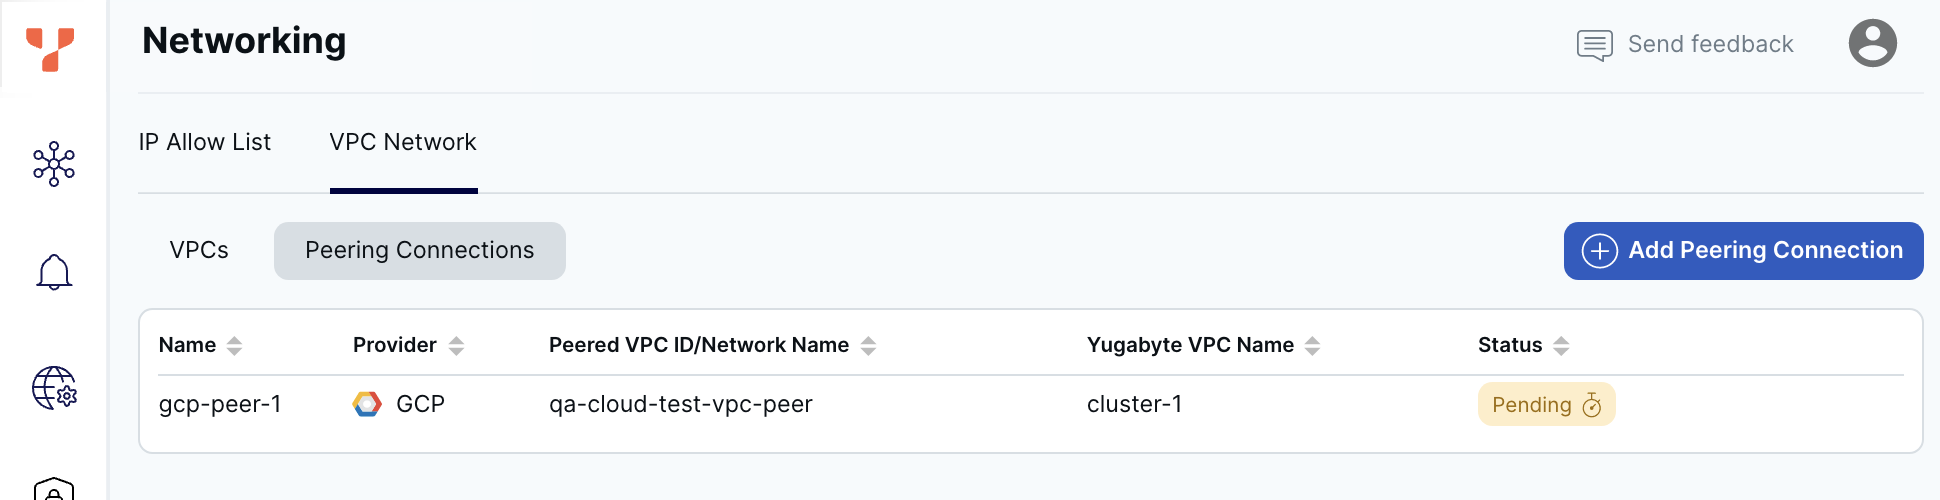 Networking
Send feedback
IP Allow List VPC Network
VPCs Peering Connections Add Peering Connection
Name Provider Peered VPC ID/Network Name Yugabyte VPC Name Status
gcp-peer-1 GCP qa-cloud-test-vpc-peer cluster-1 Pending